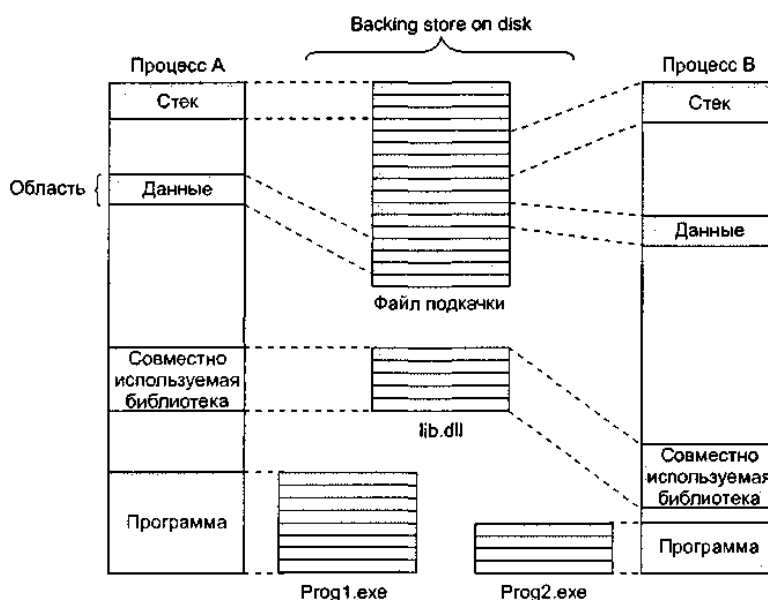 Backing store on disk
Процесс A
Процесс B
Стек
Стек
Область
Данные
Данные
Файл подкачки
Совместно
используемая
библиотека
lib.dll
Совместно
используемая
библиотека
Программа
Программа
Prog1.exe
Prog2.exe